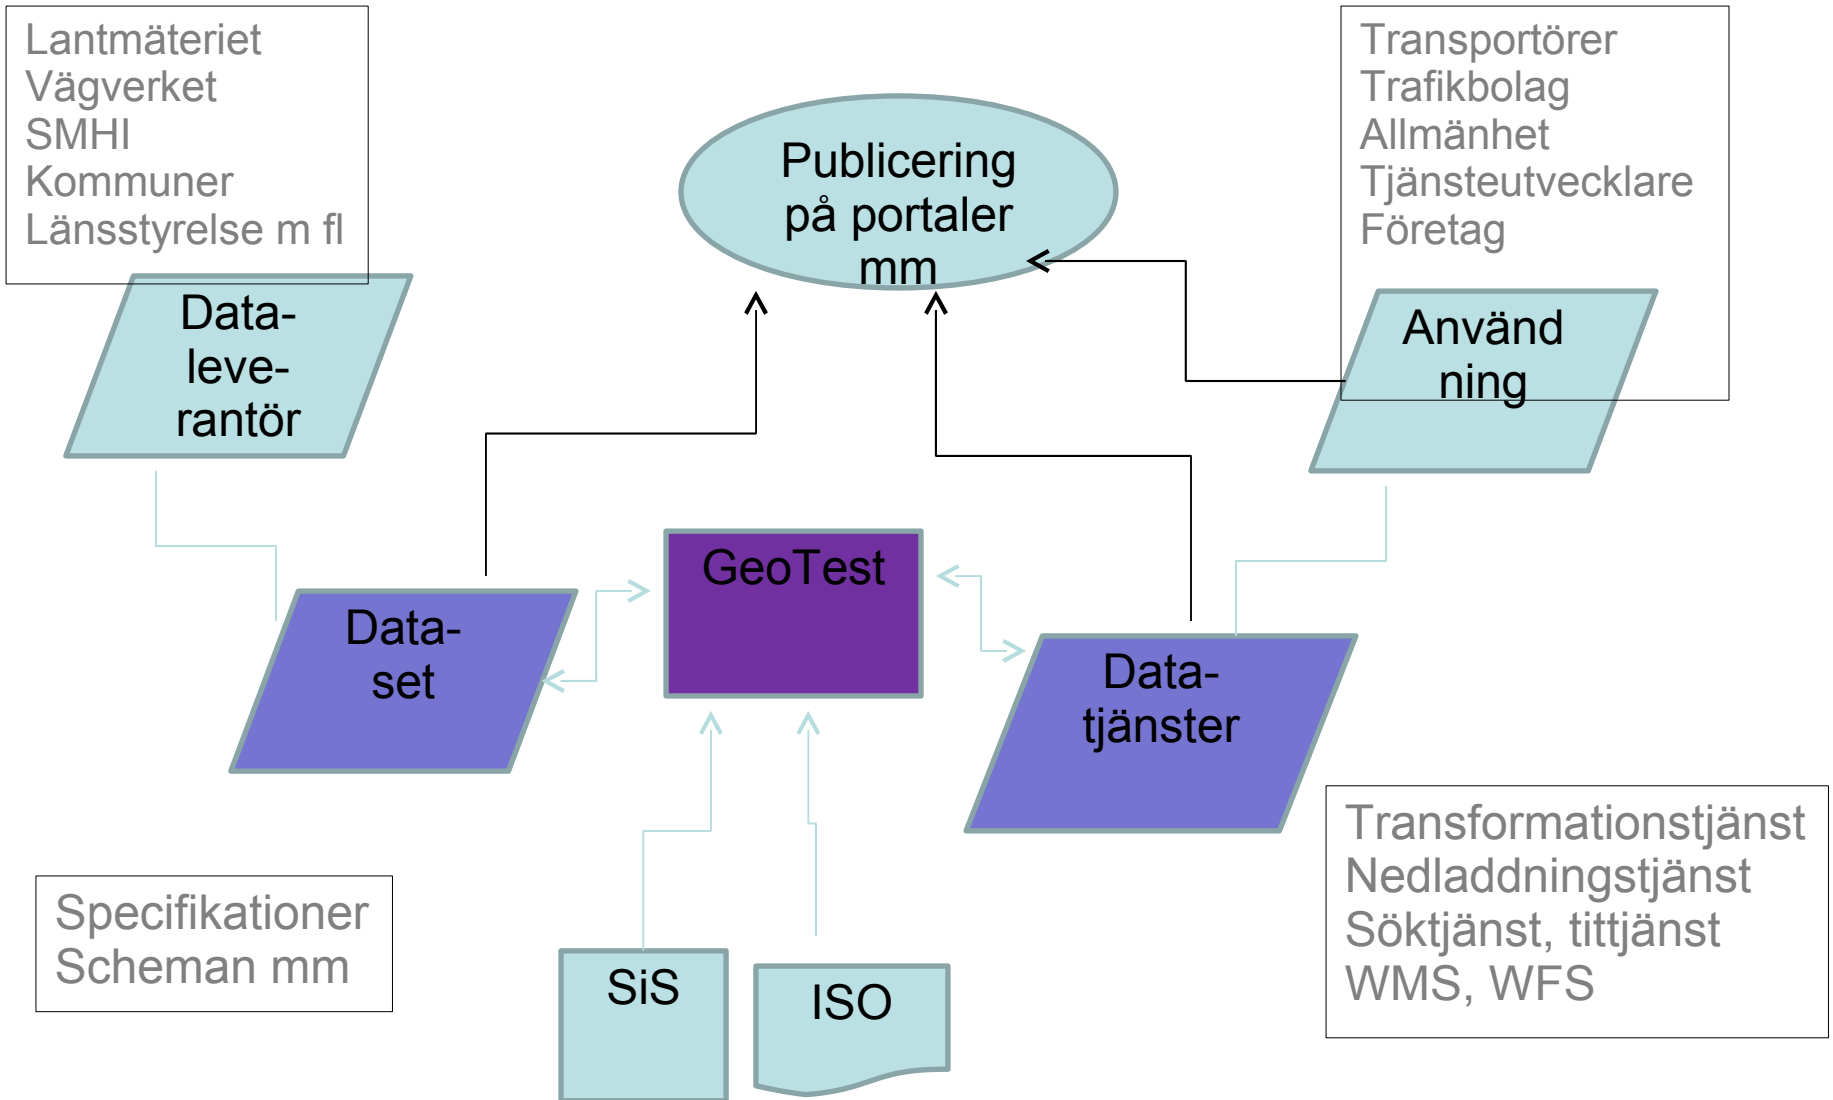 Lantmäteriet
Vägverket
SMHI
Kommuner
Länsstyrelse m fl
Transportörer
Trafikbolag
Allmänhet
Tjänsteutvecklare
Företag
Publicering
på portaler
mm
Data-
leve-
rantör
Använd
ning
GeoTest
Data-
set
Data-
tjänster
Specifikationer
Scheman mm
SiS
ISO
Transformationstjänst
Nedladdningstjänst
Söktjänst, tittjänst
WMS, WFS